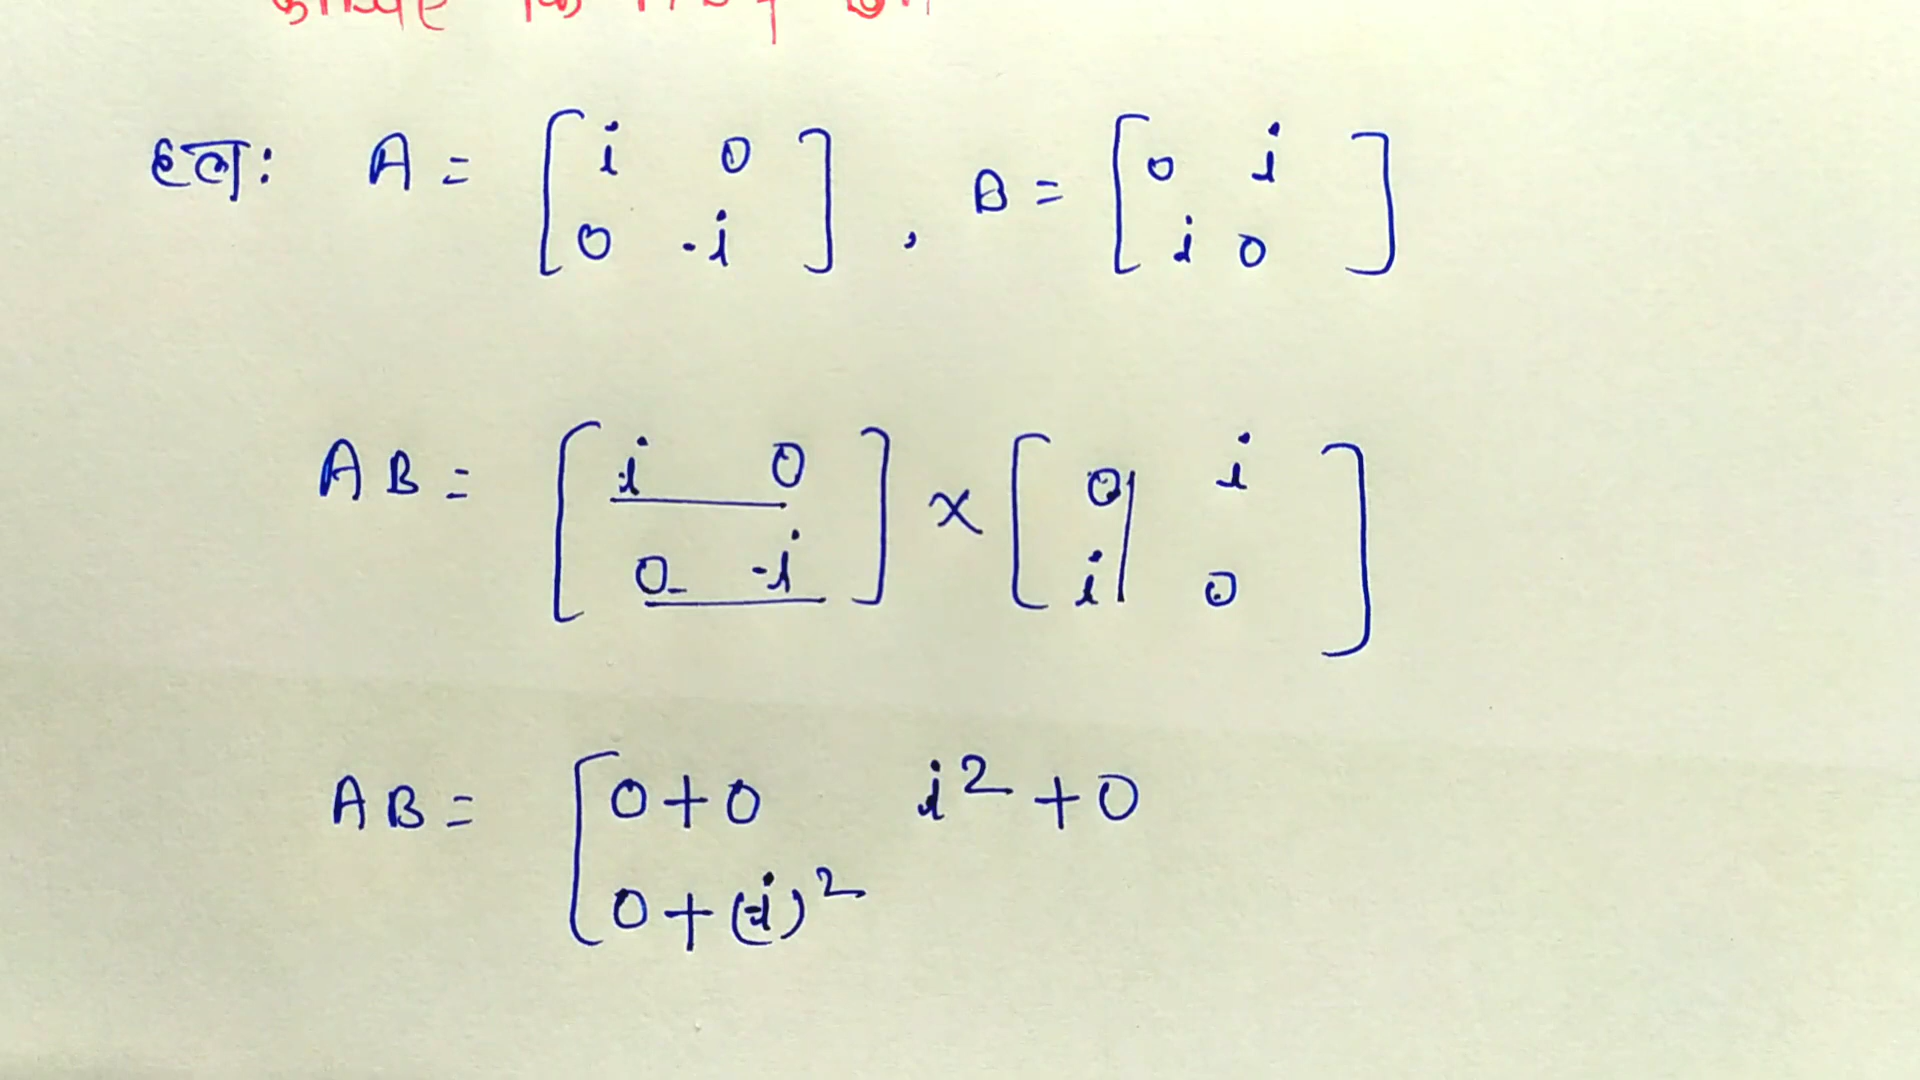 हल: A = [ i 0 ] , B = [ 0 i ]
[ 0 -i ] [ i 0 ]
AB = [ i 0 ] × [ 0 i ]
[ 0 -i ] [ i 0 ]
AB = [ 0+0 i²+0
0+(-i)²